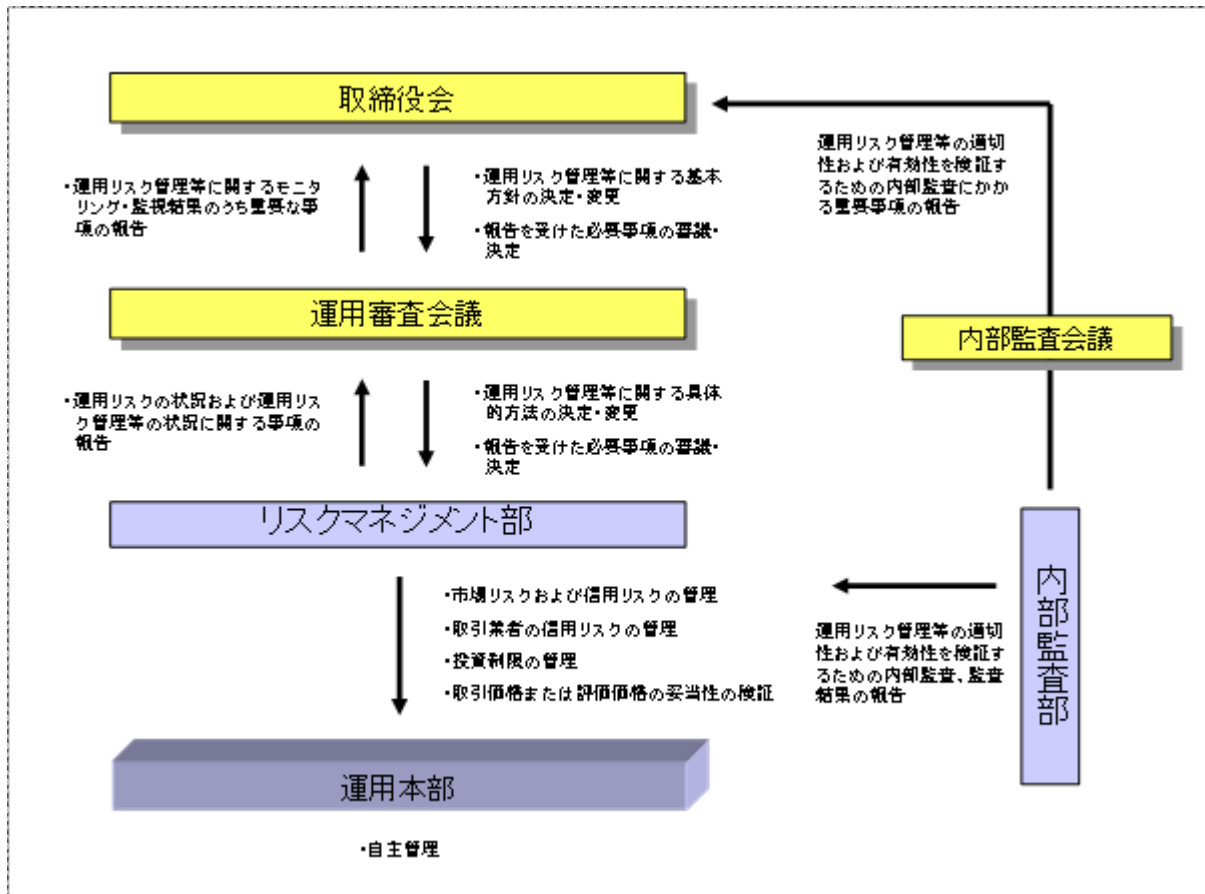 取締役会
・運用リスク管理等に関するモニタ
リング・監視結果のうち重要な事
項の報告
・運用リスク管理等に関する基本
方針の決定・変更
・報告を受けた必要事項の審議・
決定
運用リスク管理等の適切
性および有効性を検証す
るための内部監査にかか
る重要事項の報告
運用審査会議
内部監査会議
・運用リスクの状況および運用リス
ク管理等の状況に関する事項の
報告
・運用リスク管理等に関する具体
的方法の決定・変更
・報告を受けた必要事項の審議・
決定
リスクマネジメント部
・市場リスクおよび信用リスクの管理
・取引業者の信用リスクの管理
・投資制限の管理
・取引価格または評価価格の妥当性の検証
運用リスク管理等の適切
性および有効性を検証す
るための内部監査、監査
結果の報告
内部監査部
運用本部
・自主管理